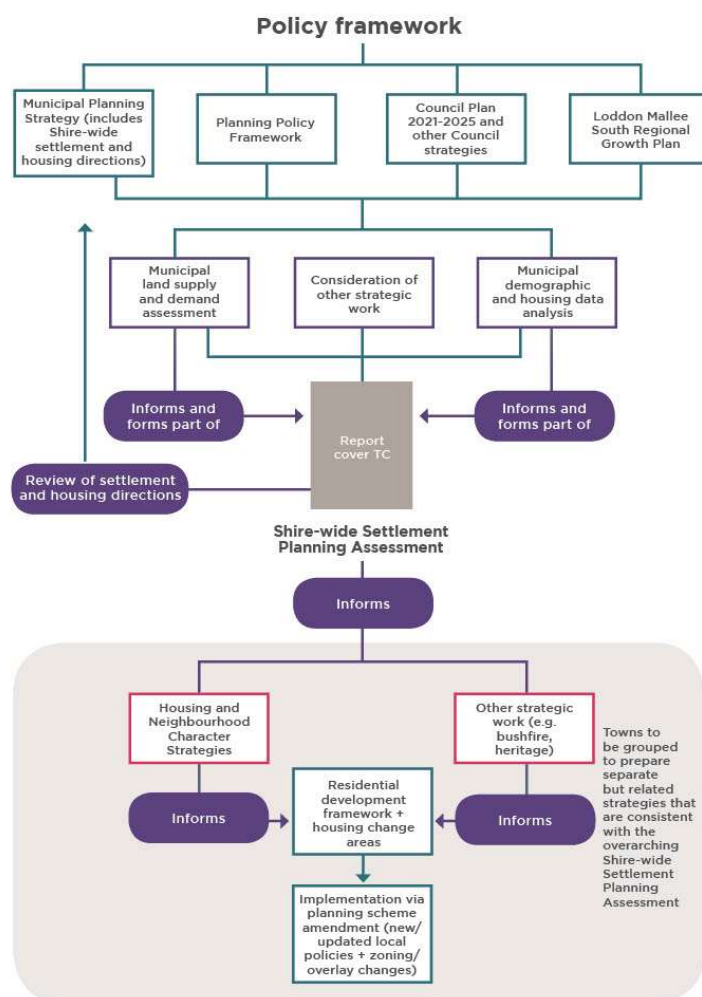 Policy framework
Municipal Planning
Strategy (includes
Shire-wide
settlement and
housing directions)
Planning Policy
Framework
Council Plan
2021-2025 and
other Council
strategies
Loddon Mallee
South Regional
Growth Plan
Municipal
land supply
and demand
assessment
Consideration of
other strategic
work
Municipal
demographic
and housing data
analysis
Informs and
forms part of
Report
cover TC
Informs and
forms part of
Review of settlement
and housing directions
Shire-wide Settlement
Planning Assessment
Informs
Housing and
Neighbourhood
Character
Strategies
Other strategic
work (e.g.
bushfire,
heritage)
Towns to
be grouped
to prepare
separate
but related
strategies that
are consistent
with the
overarching
Shire-wide
Settlement
Planning
Assessment
Informs
Residential
development
framework +
housing change
areas
Informs
Implementation via
planning scheme
amendment (new/
updated local
policies + zoning/
overlay changes)